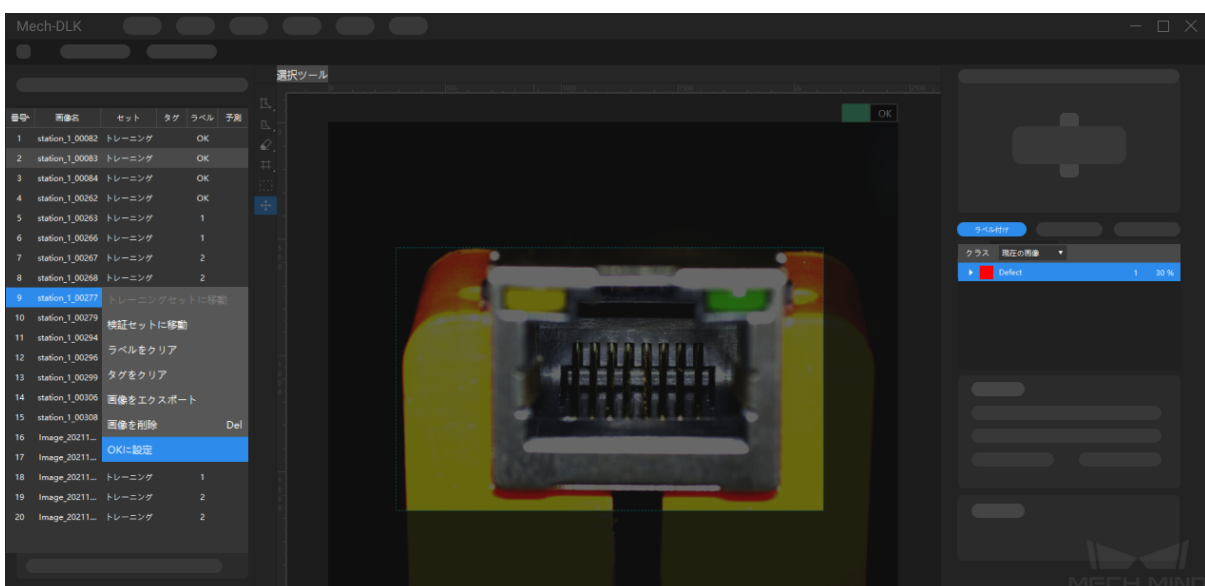 Mech-DLK
選択ツール
番号 画像名 セット タグ ラベル 予測
OK
1 station_1_00082 トレーニング OK
2 station_1_00083 トレーニング OK
3 station_1_00084 トレーニング OK
4 station_1_00262 トレーニング OK
5 station_1_00263 トレーニング 1
6 station_1_00266 トレーニング 1
7 station_1_00267 トレーニング 2
8 station_1_00268 トレーニング 2
9 station_1_00277
10 station_1_00279
11 station_1_00294
12 station_1_00296
13 station_1_00299
14 station_1_00306
15 station_1_00308
16 Image_20211...
17 Image_20211...
18 Image_20211... トレーニング 1
19 Image_20211... トレーニング 2
20 Image_20211... トレーニング 2
トレーニングセットに移動
検証セットに移動
ラベルをクリア
タグをクリア
画像をエクスポート
画像を削除 Del
OKに設定
ラベル付け
クラス 現在の画像
Defect 1 30 %
MECH MIND